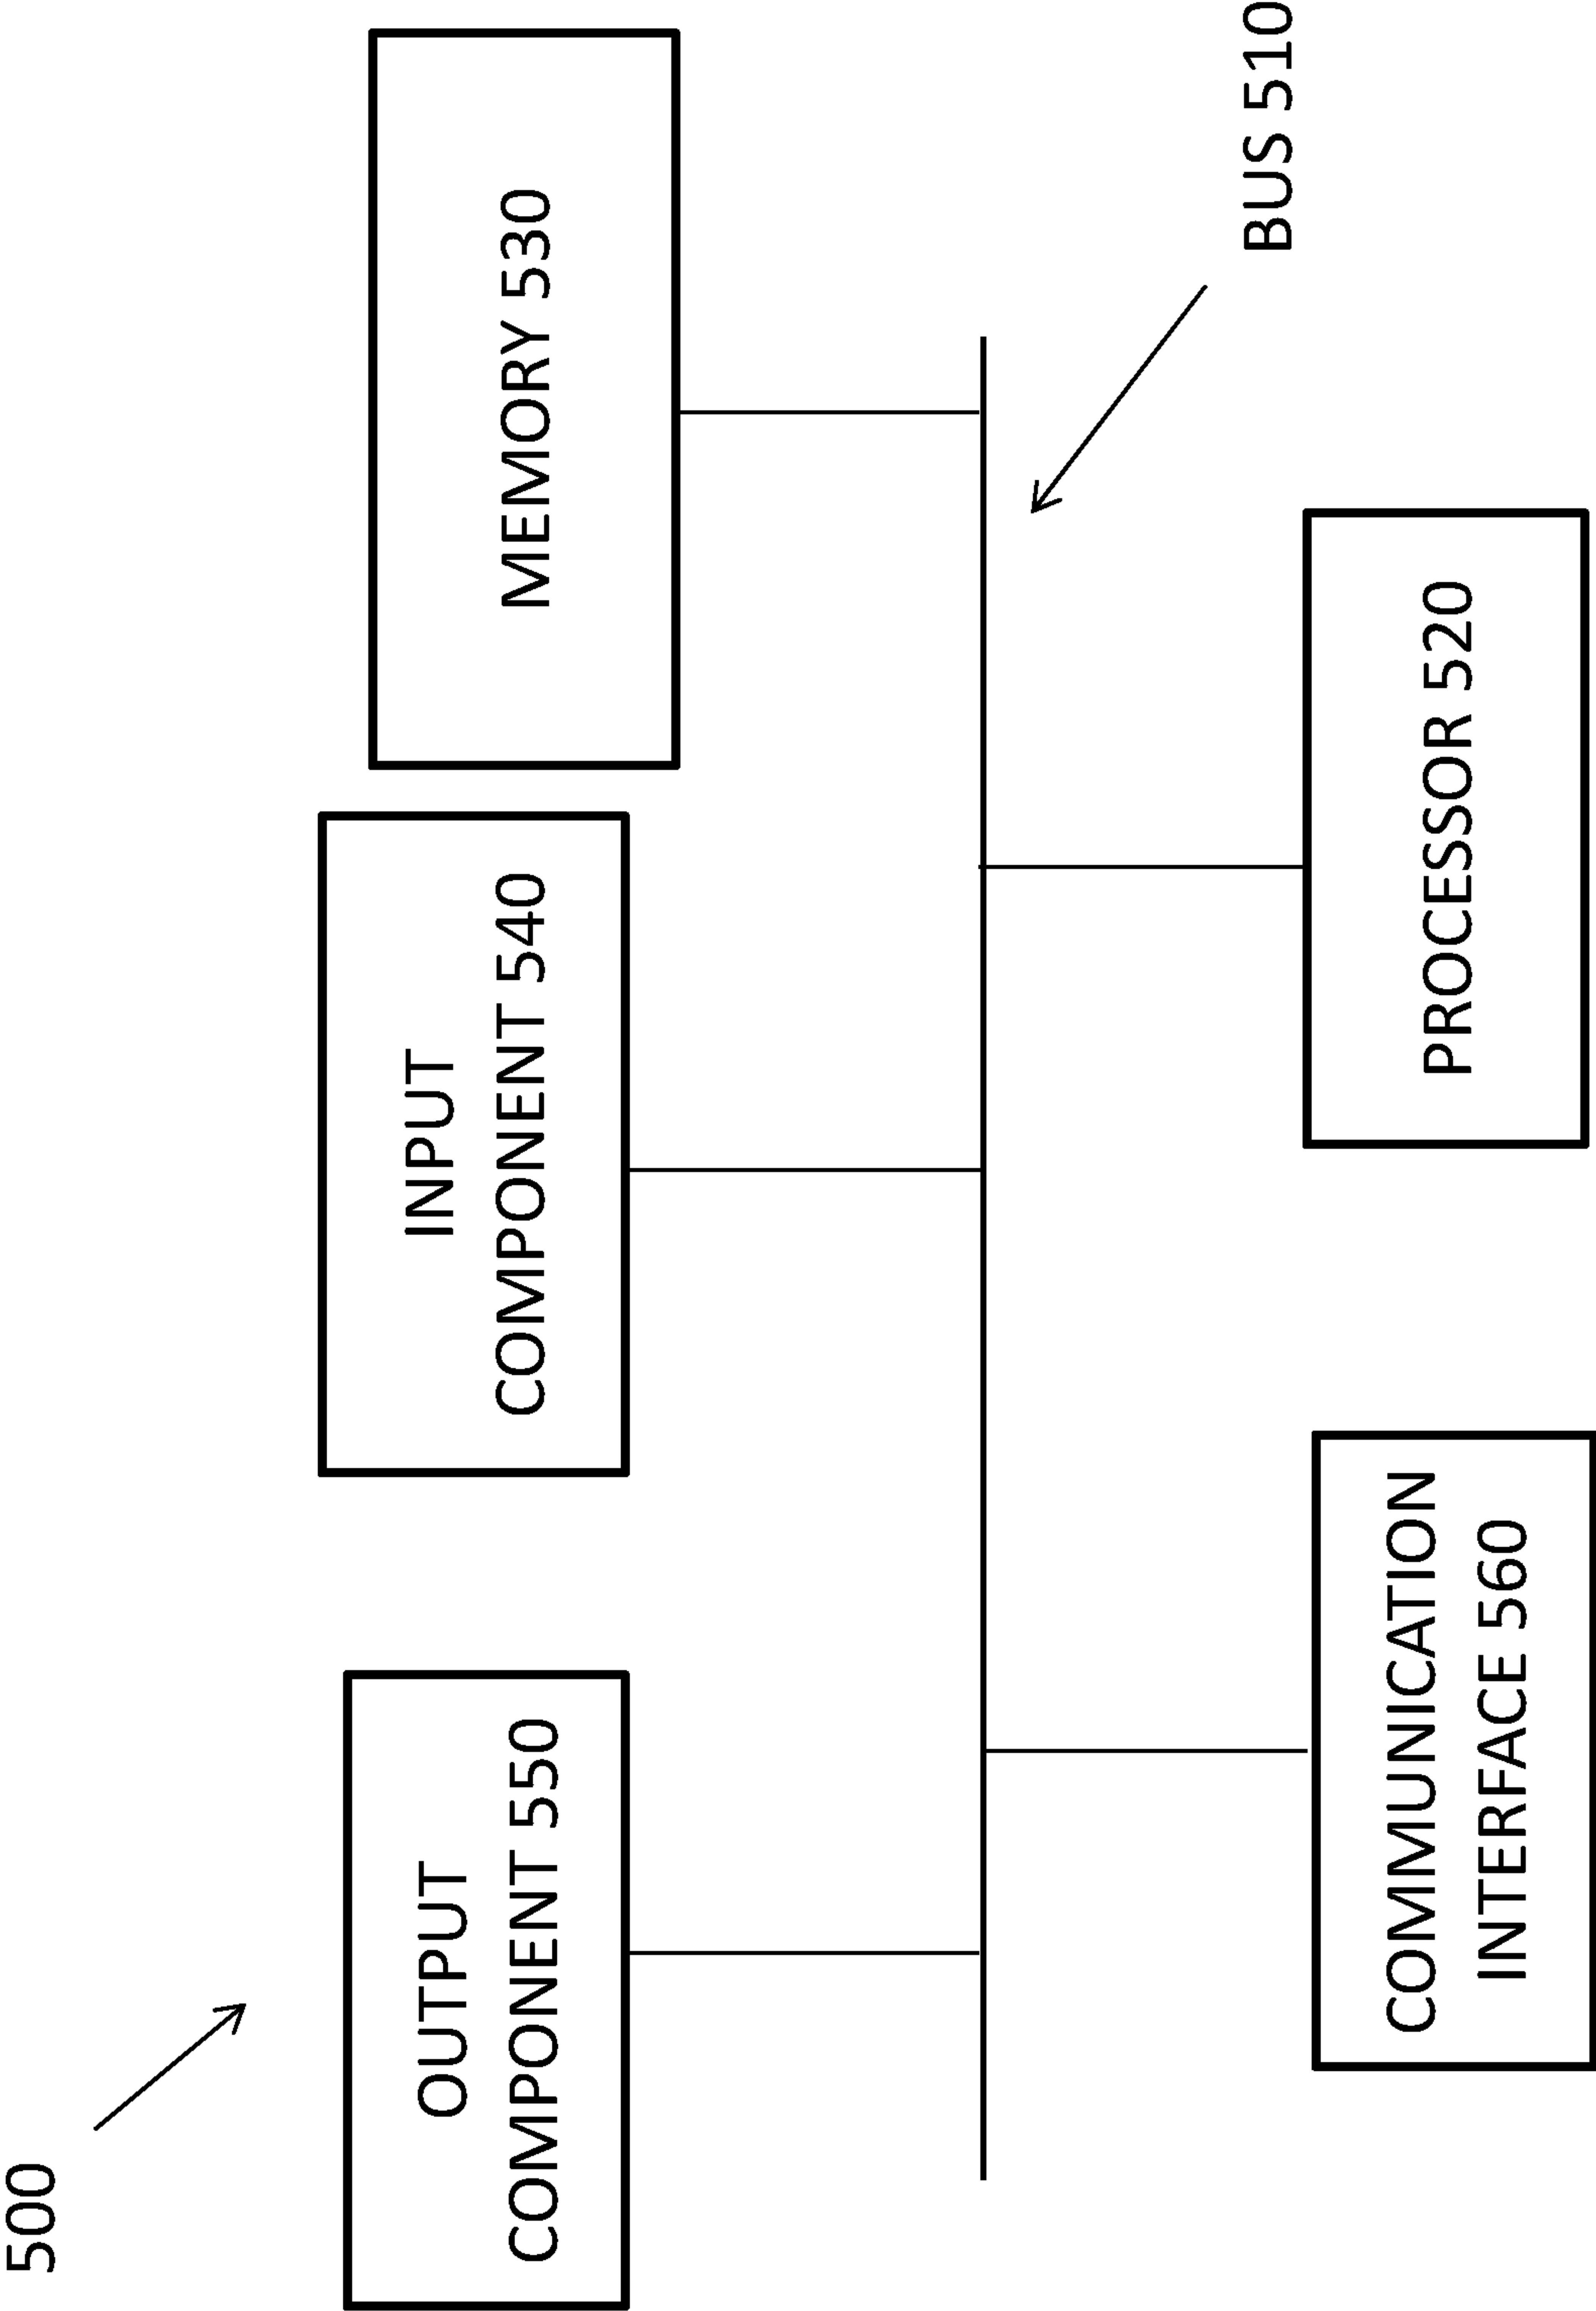 500
OUTPUT
COMPONENT 550
INPUT
COMPONENT 540
MEMORY 530
BUS 510
COMMUNICATION
INTERFACE 560
PROCESSOR 520